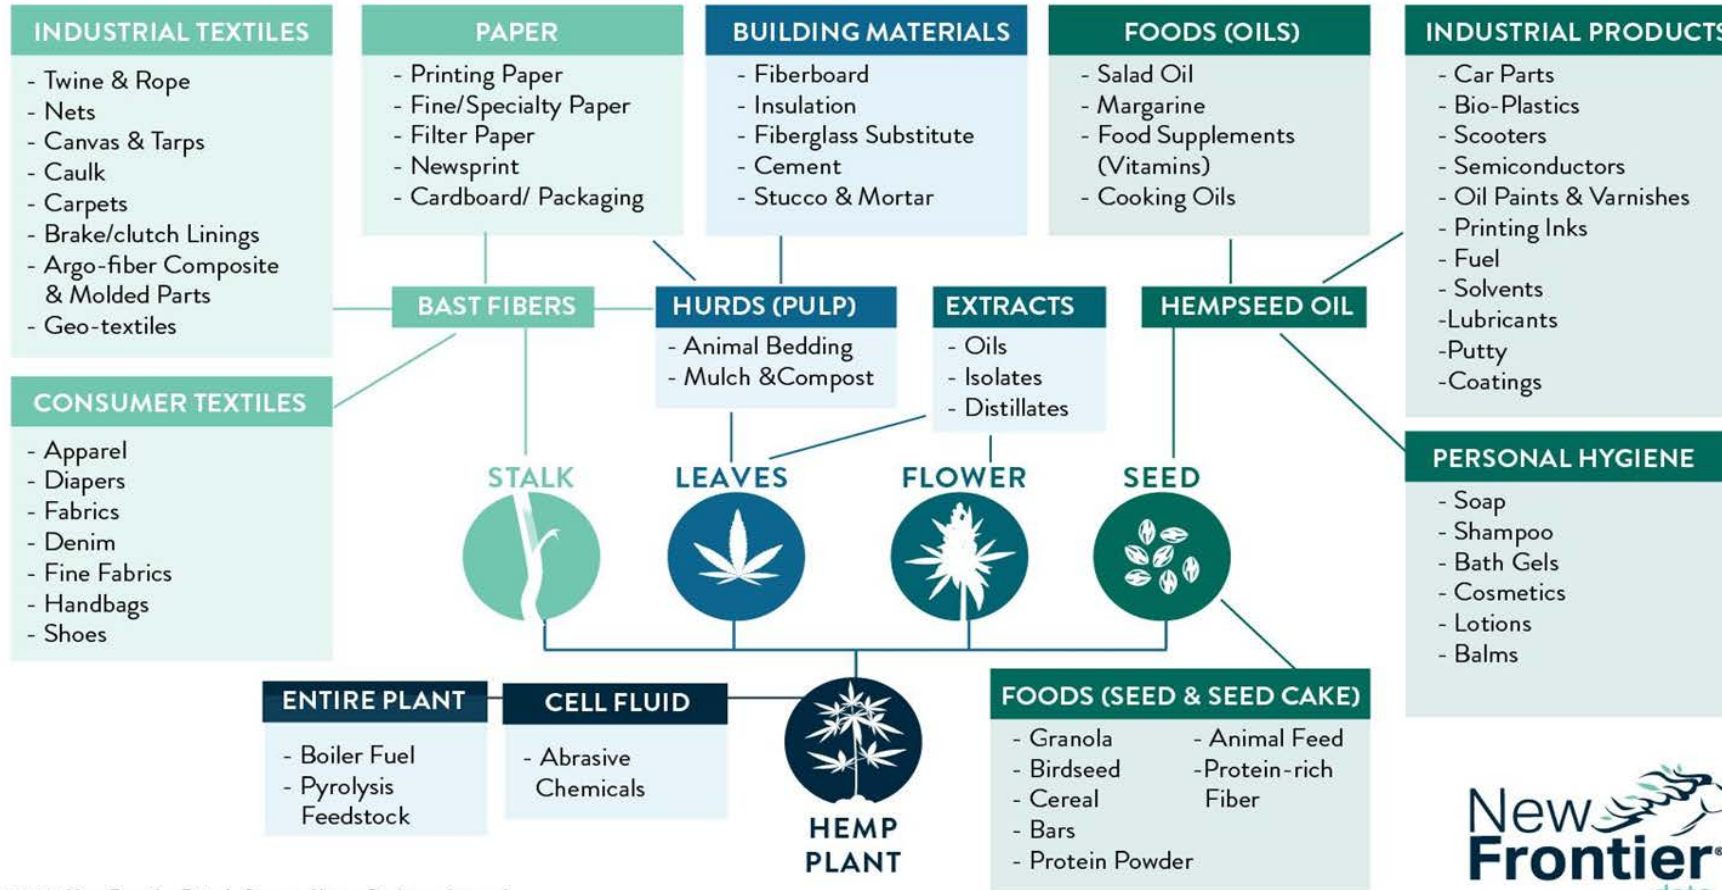 INDUSTRIAL TEXTILES
- Twine & Rope
- Nets
- Canvas & Tarps
- Caulk
- Carpets
- Brake/clutch Linings
- Argo-fiber Composite
& Molded Parts
- Geo-textiles
PAPER
- Printing Paper
- Fine/Specialty Paper
- Filter Paper
- Newsprint
- Cardboard/ Packaging
BUILDING MATERIALS
- Fiberboard
- Insulation
- Fiberglass Substitute
- Cement
- Stucco & Mortar
FOODS (OILS)
- Salad Oil
- Margarine
- Food Supplements
(Vitamins)
- Cooking Oils
INDUSTRIAL PRODUCTS
- Car Parts
- Bio-Plastics
- Scooters
- Semiconductors
- Oil Paints & Varnishes
- Printing Inks
- Fuel
- Solvents
-Lubricants
-Putty
-Coatings
BAST FIBERS
HURDS (PULP)
- Animal Bedding
- Mulch &Compost
EXTRACTS
- Oils
- Isolates
- Distillates
HEMPSEED OIL
CONSUMER TEXTILES
- Apparel
- Diapers
- Fabrics
- Denim
- Fine Fabrics
- Handbags
- Shoes
STALK
LEAVES
FLOWER
SEED
PERSONAL HYGIENE
- Soap
- Shampoo
- Bath Gels
- Cosmetics
- Lotions
- Balms
ENTIRE PLANT
- Boiler Fuel
- Pyrolysis
Feedstock
CELL FLUID
- Abrasive
Chemicals
HEMP
PLANT
FOODS (SEED & SEED CAKE)
- Granola
- Birdseed
- Cereal
- Bars
- Protein Powder
- Animal Feed
-Protein-rich
Fiber
New
Frontier®